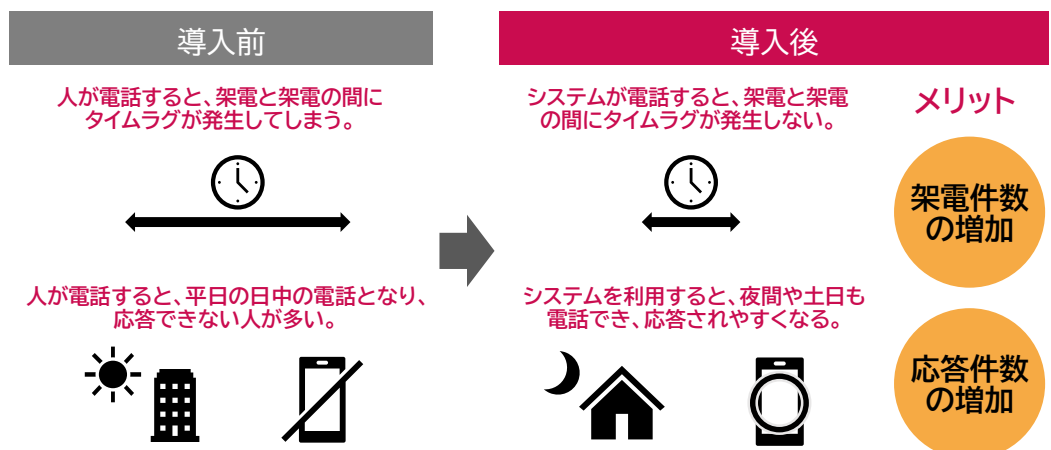 導入前
人が電話すると、架電と架電の間に
タイムラグが発生してしまう。
人が電話すると、平日の日中の電話となり、
応答できない人が多い。
導入後
システムが電話すると、架電と架電
の間にタイムラグが発生しない。
システムを利用すると、夜間や土日も
電話でき、応答されやすくなる。
メリット
架電件数
の増加
応答件数
の増加